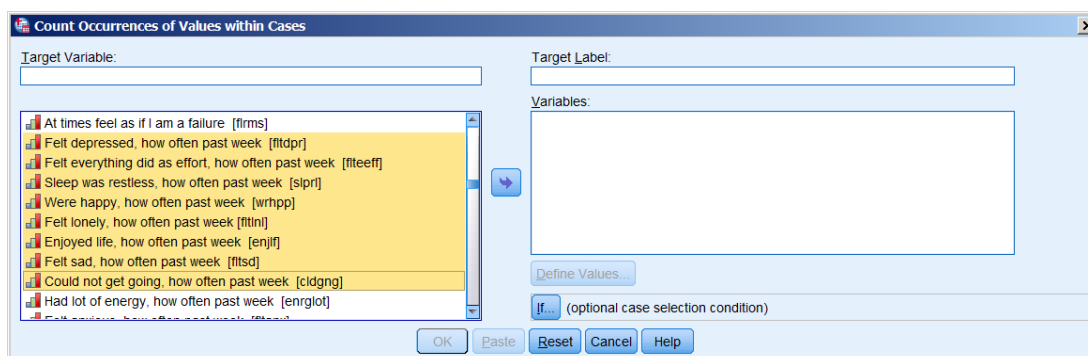 Count Occurrences of Values within Cases
Target Variable:
Target Label:
Variables:
At times feel as if I am a failure [flrms]
Felt depressed, how often past week [fltdpr]
Felt everything did as effort, how often past week [flteeff]
Sleep was restless, how often past week [slprl]
Were happy, how often past week [wrhpp]
Felt lonely, how often past week [fltlnl]
Enjoyed life, how often past week [enjlf]
Felt sad, how often past week [fltsd]
Could not get going, how often past week [cldgng]
Had lot of energy, how often past week [enrglot]
Define Values...
If... (optional case selection condition)
OK Paste Reset Cancel Help